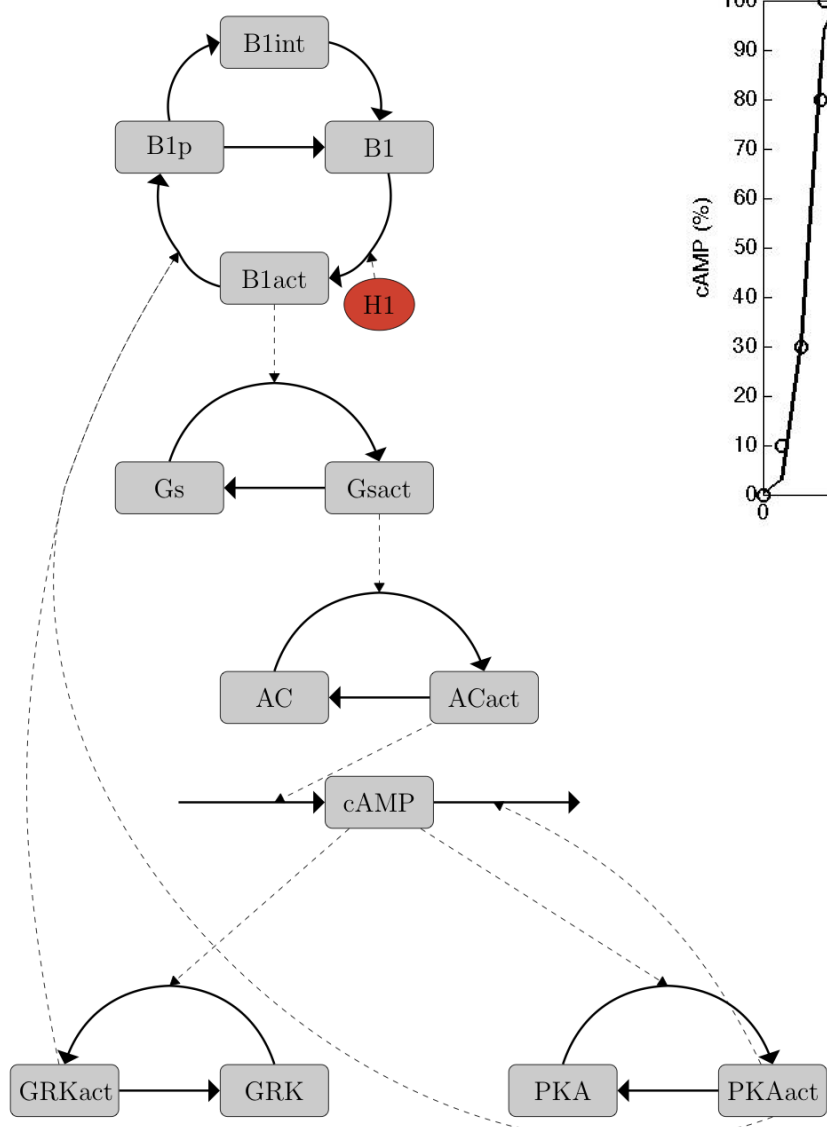 B1int
B1p
B1
B1act
H1
Gs
Gsact
AC
ACact
cAMP
GRKact
GRK
PKA
PKAact
cAMP (%)
100
90
80
70
60
50
40
30
20
10
0
0